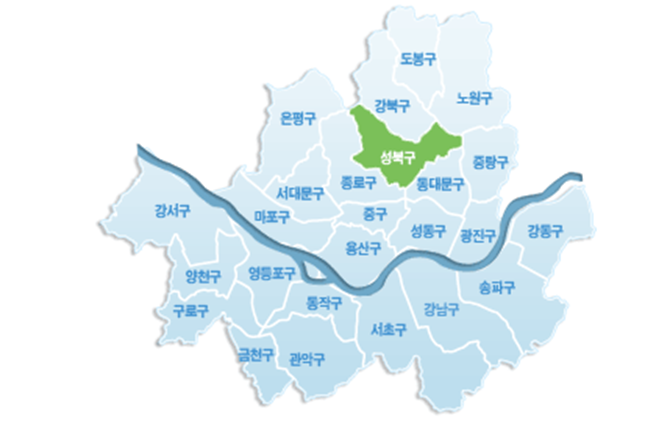 도봉구
노원구
강북구
은평구
성북구
중랑구
종로구
동대문구
서대문구
중구
마포구
강서구
성동구
광진구
강동구
용산구
양천구
영등포구
송파구
동작구
강남구
구로구
서초구
금천구
관악구